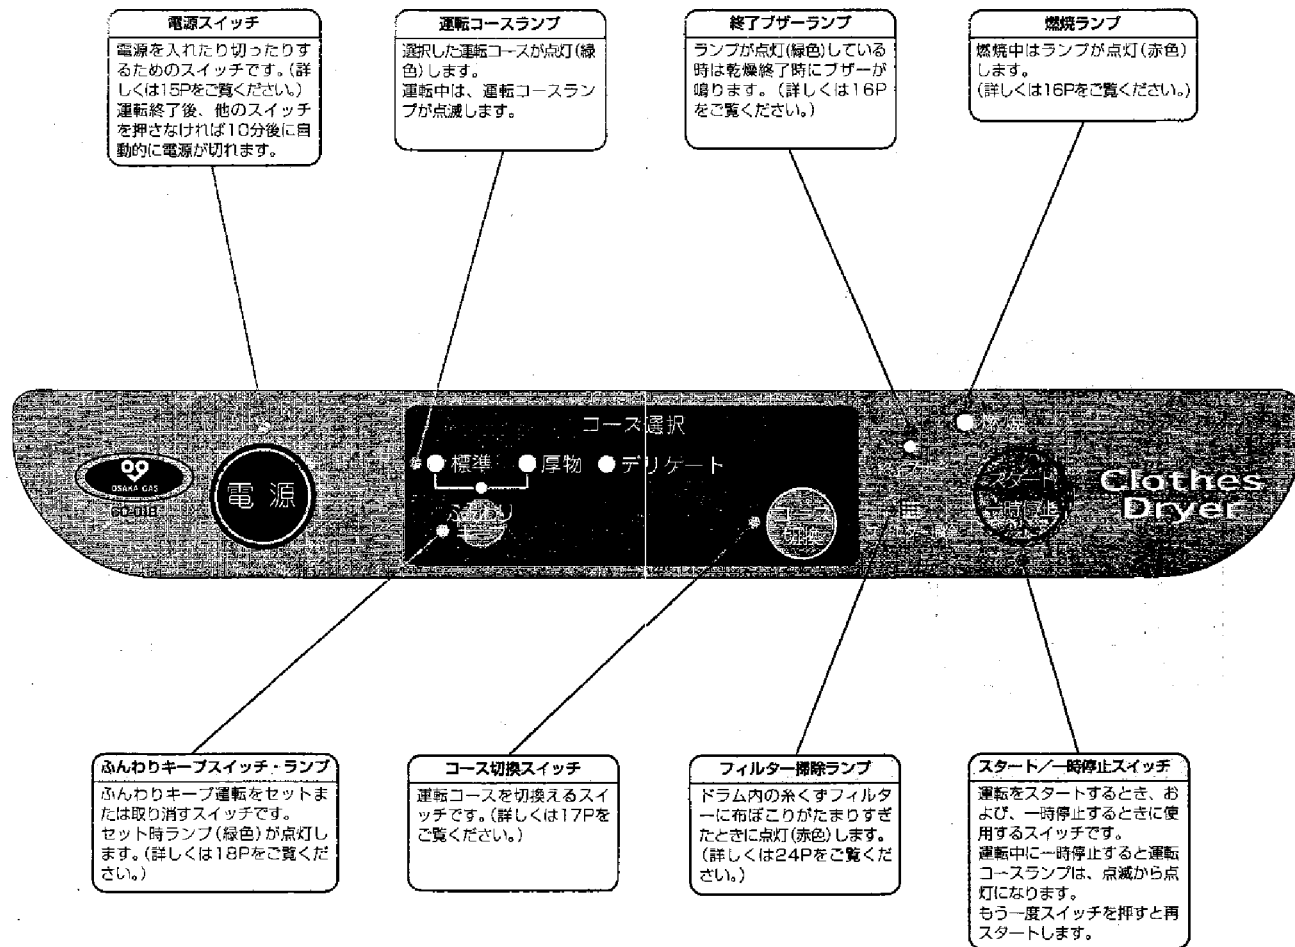 電源スイッチ
電源を入れたり切ったりす
るためのスイッチです。(詳
しくは15Pをご覧ください。)
運転終了後、他のスイッチ
を押さなければ10分後に自
動的に電源が切れます。
運転コースランプ
選択した運転コースが点灯(緑
色)します。
運転中は、運転コースラン
プが点滅します。
終了ブザーランプ
ランプが点灯(緑色)している
時は乾燥終了時にブザーが
鳴ります。(詳しくは16P
をご覧ください。)
燃焼ランプ
燃焼中はランプが点灯(赤色)
します。
(詳しくは16Pをご覧ください。)
OSAKA GAS
電源
コース選択
標準 厚物 デリケート
コース
切換
スタート
一時停止
Clothes
Dryer
ふんわりキープスイッチ・ランプ
ふんわりキープ運転をセットま
たは取り消すスイッチです。
セット時ランプ(緑色)が点灯し
ます。(詳しくは18Pをご覧くだ
さい。)
コース切換スイッチ
運転コースを切換えるスイ
ッチです。(詳しくは17Pを
ご覧ください。)
フィルター掃除ランプ
ドラム内の糸くずフィルタ
ーに布ぼこりがたまりすぎ
たときに点灯(赤色)します。
(詳しくは24Pをご覧くだ
さい。)
スタート/一時停止スイッチ
運転をスタートするとき、お
よび、一時停止するときに使
用するスイッチです。
運転中に一時停止すると運転
コースランプは、点滅から点
灯になります。
もう一度スイッチを押すと再
スタートします。